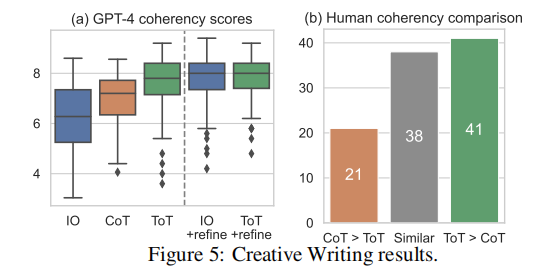 (a) GPT-4 coherency scores
8
6
4
IO CoT ToT IO ToT
+refine +refine
(b) Human coherency comparison
40
30
20
10
0
21
38
41
CoT > ToT Similar ToT > CoT
Figure 5: Creative Writing results.